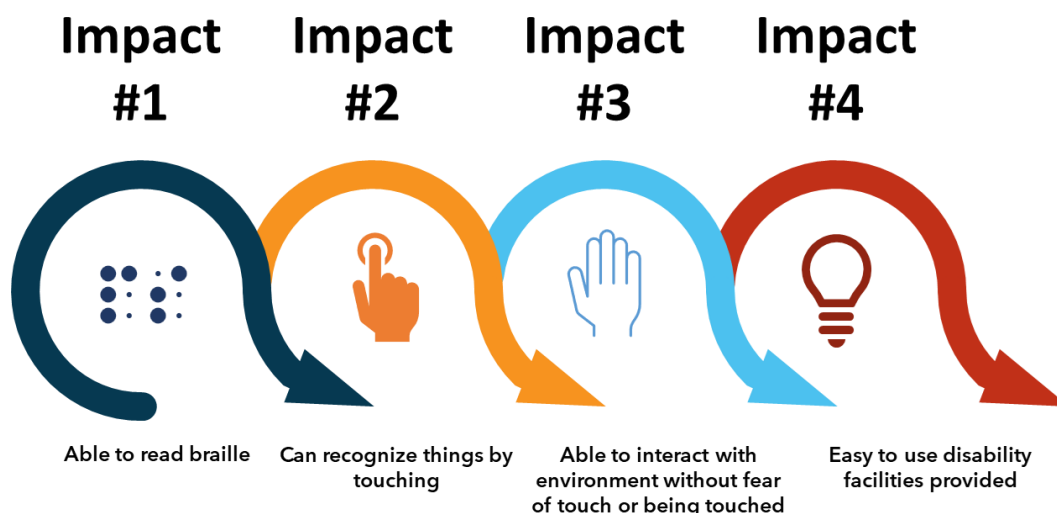 Impact
#1
Impact
#2
Impact
#3
Impact
#4
Able to read braille
Can recognize things by
touching
Able to interact with
environment without fear
of touch or being touched
Easy to use disability
facilities provided